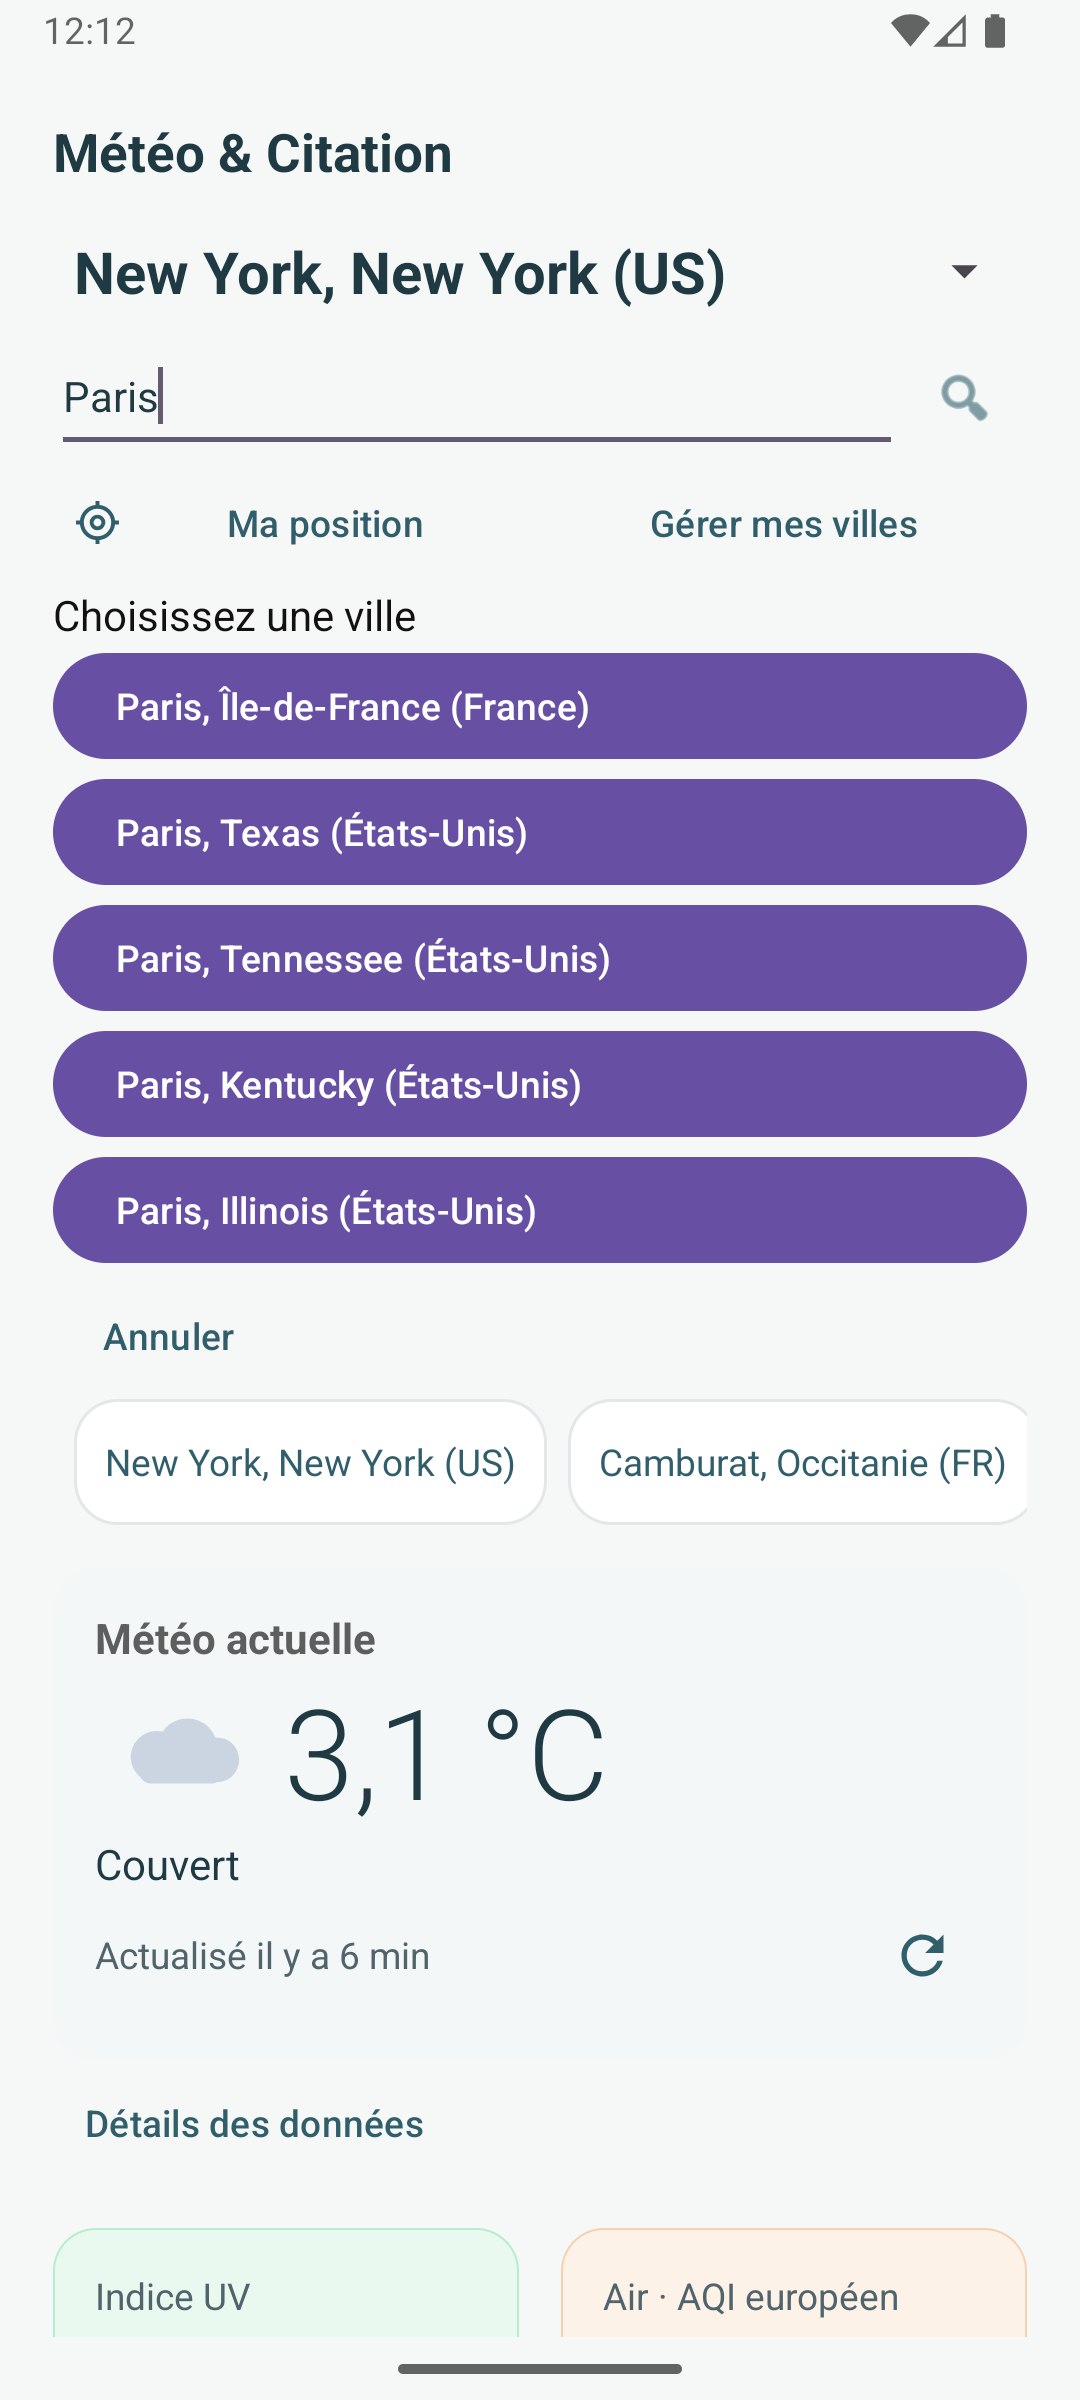 12:12
Météo & Citation
New York, New York (US)
Paris
Ma position
Gérer mes villes
Choisissez une ville
Paris, Île-de-France (France)
Paris, Texas (États-Unis)
Paris, Tennessee (États-Unis)
Paris, Kentucky (États-Unis)
Paris, Illinois (États-Unis)
Annuler
New York, New York (US)
Camburat, Occitanie (FR)
Météo actuelle
3,1 °C
Couvert
Actualisé il y a 6 min
Détails des données
Indice UV
Air · AQI européen